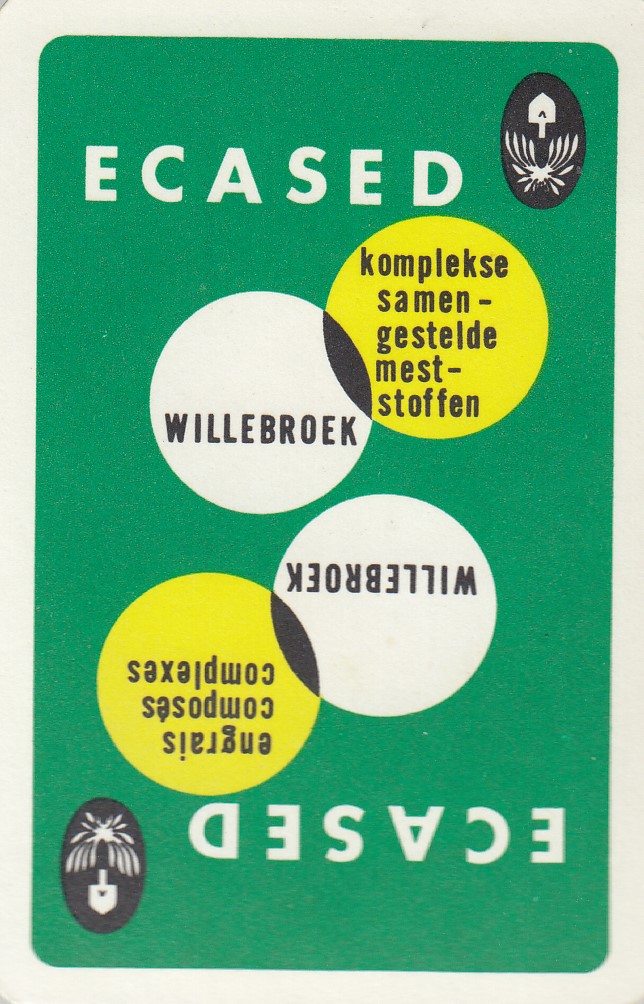 ECASED
komplekse
samen-
gestelde
mest-
stoffen
WILLEBROEK
WILLEBROEK
engrais
composés
complexes
ECASED